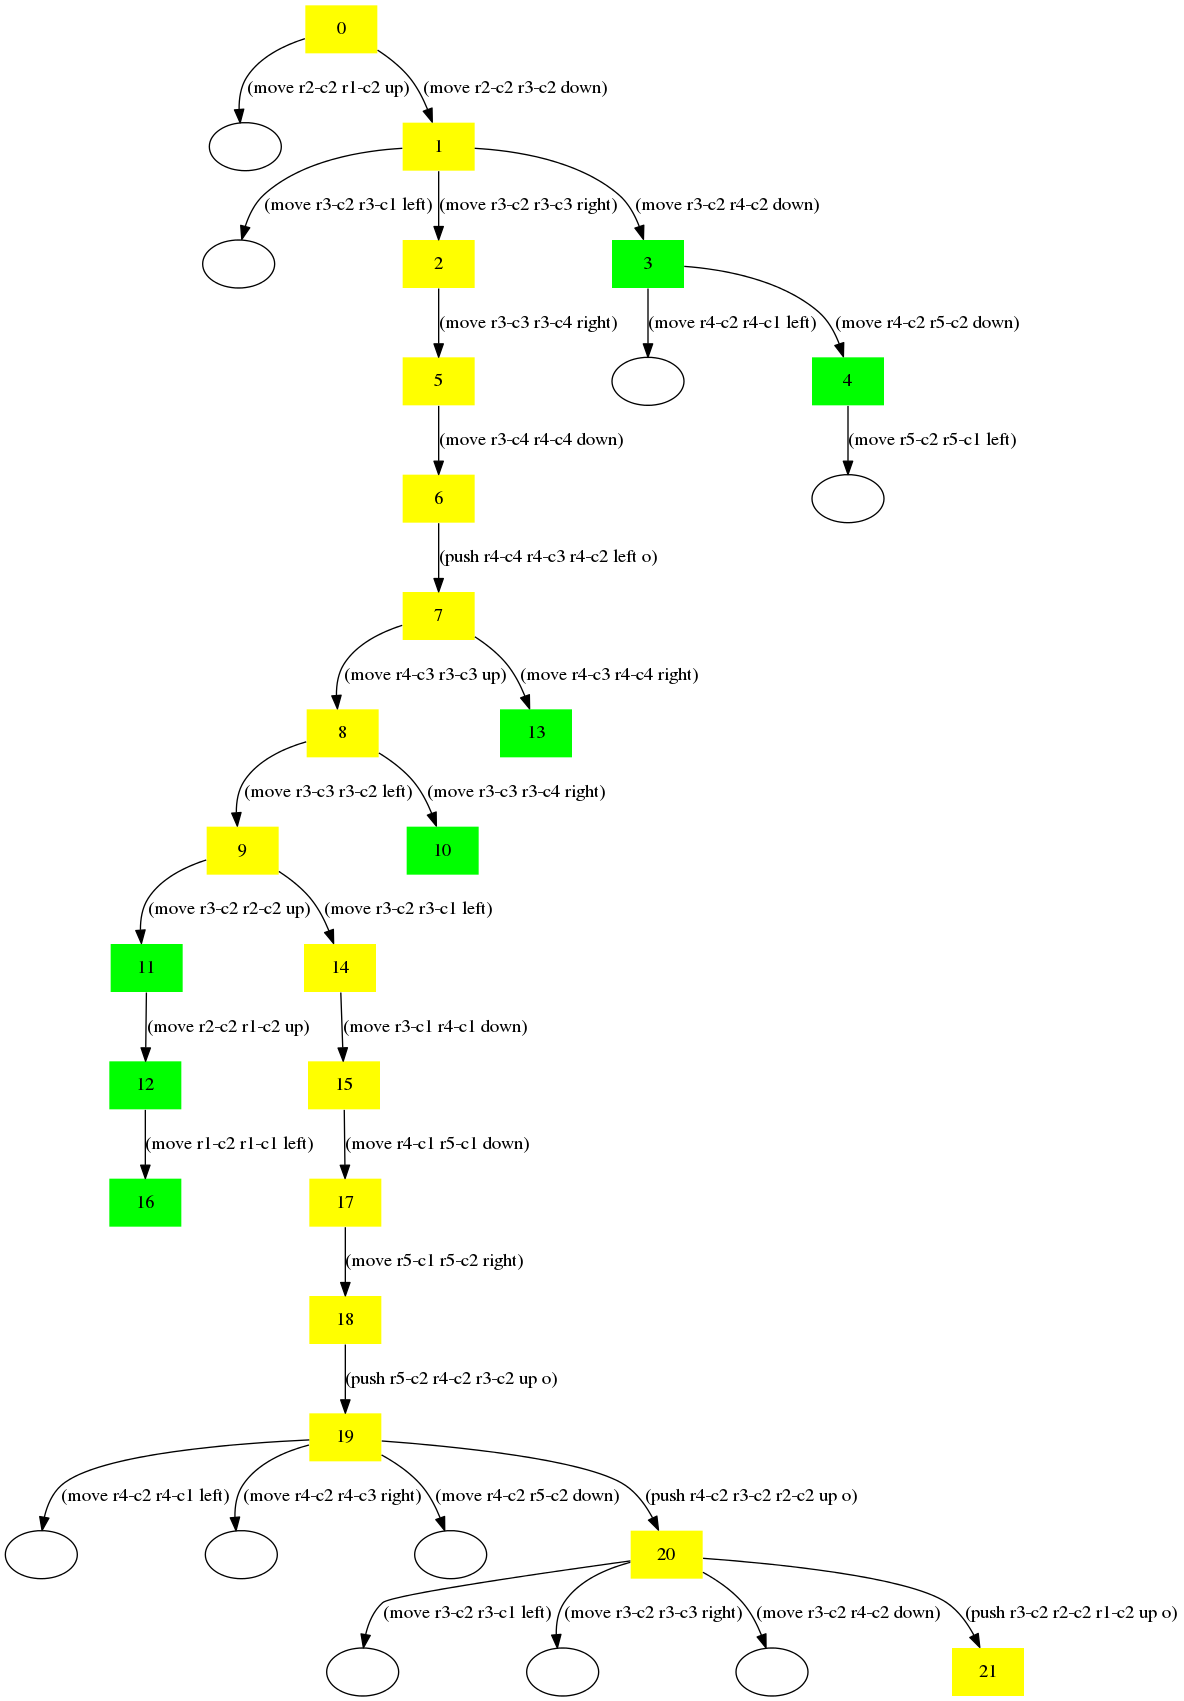 0
(move r2-c2 r1-c2 up) (move r2-c2 r3-c2 down)
1
(move r3-c2 r3-c1 left) (move r3-c2 r3-c3 right) (move r3-c2 r4-c2 down)
2 3
(move r3-c3 r3-c4 right) (move r4-c2 r4-c1 left) (move r4-c2 r5-c2 down)
5 4
(move r3-c4 r4-c4 down) (move r5-c2 r5-c1 left)
6
(push r4-c4 r4-c3 r4-c2 left o)
7
(move r4-c3 r3-c3 up) (move r4-c3 r4-c4 right)
8 13
(move r3-c3 r3-c2 left) (move r3-c3 r3-c4 right)
9 10
(move r3-c2 r2-c2 up) (move r3-c2 r3-c1 left)
11 14
(move r2-c2 r1-c2 up) (move r3-c1 r4-c1 down)
12 15
(move r1-c2 r1-c1 left) (move r4-c1 r5-c1 down)
16 17
(move r5-c1 r5-c2 right)
18
(push r5-c2 r4-c2 r3-c2 up o)
19
(move r4-c2 r4-c1 left) (move r4-c2 r4-c3 right) (move r4-c2 r5-c2 down) (push r4-c2 r3-c2 r2-c2 up o)
20
(move r3-c2 r3-c1 left) (move r3-c2 r3-c3 right) (move r3-c2 r4-c2 down) (push r3-c2 r2-c2 r1-c2 up o)
21